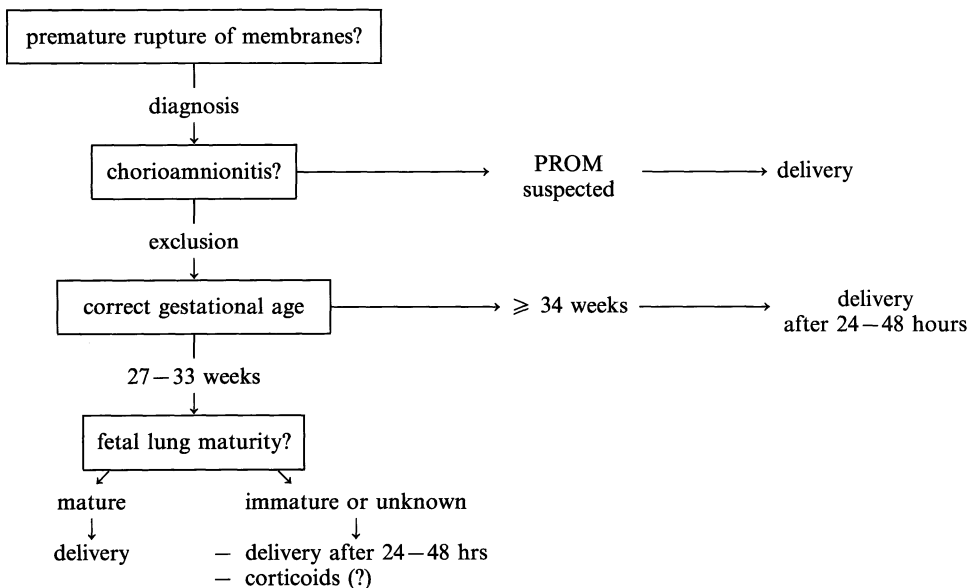 premature rupture of membranes?
diagnosis
chorioamnionitis?
PROM
suspected
delivery
exclusion
correct gestational age
⩾ 34 weeks
delivery
after 24–48 hours
27–33 weeks
fetal lung maturity?
mature
immature or unknown
delivery
– delivery after 24–48 hrs
– corticoids (?)